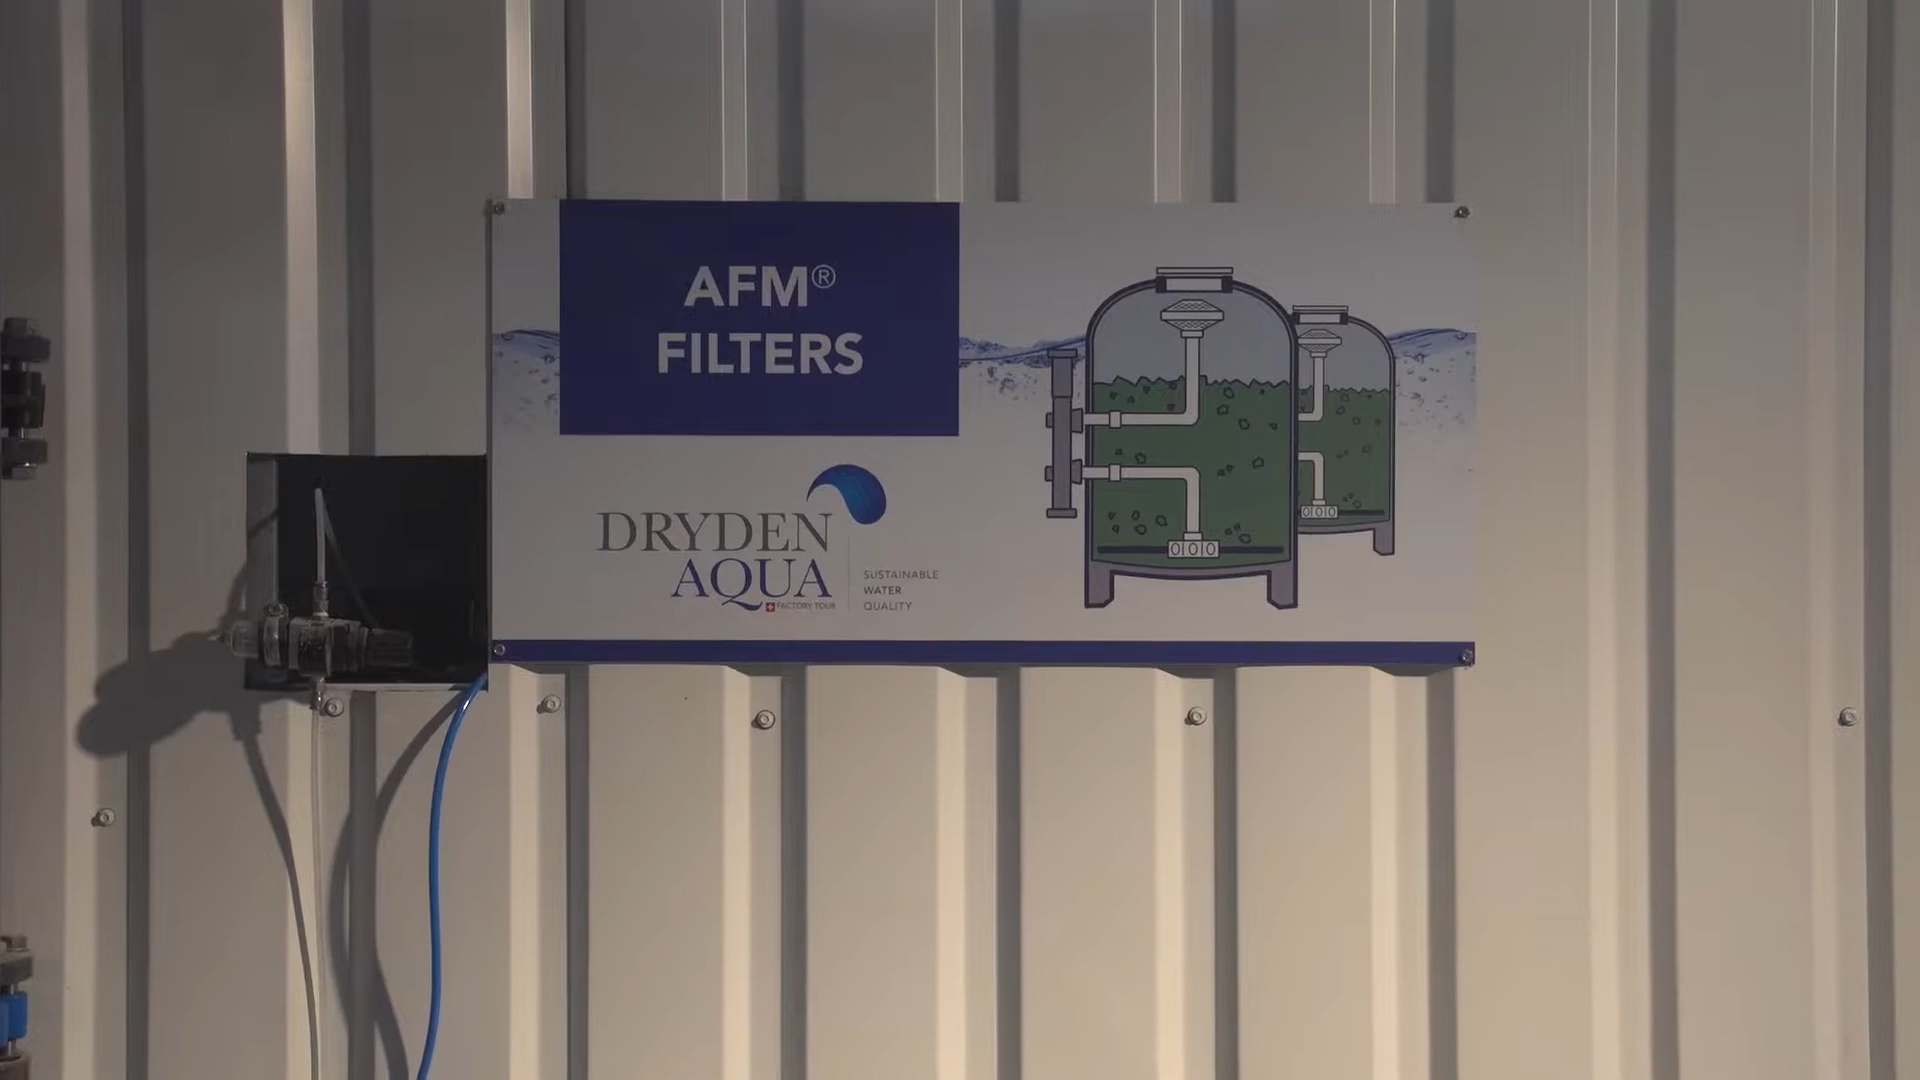 AFM®
FILTERS
DRYDEN
AQUA
FACTORY TOUR
SUSTAINABLE
WATER
QUALITY